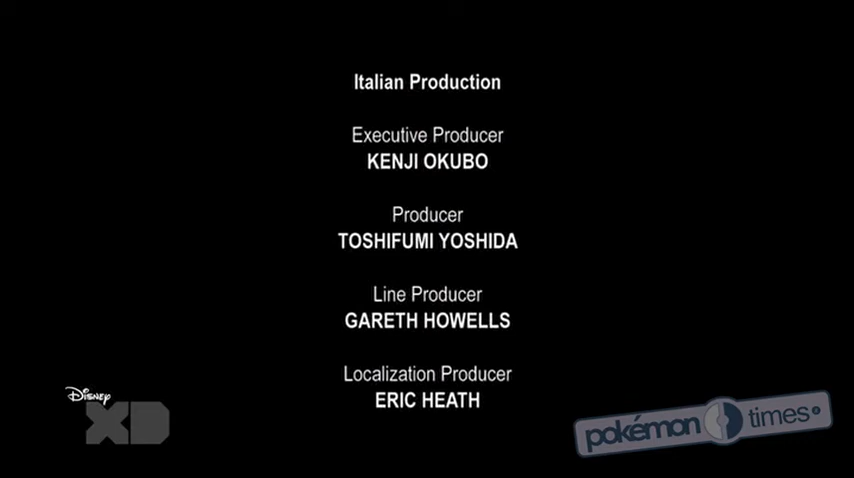 Italian Production
Executive Producer
KENJI OKUBO
Producer
TOSHIFUMI YOSHIDA
Line Producer
GARETH HOWELLS
Localization Producer
ERIC HEATH
Disney
XD
pokémon times